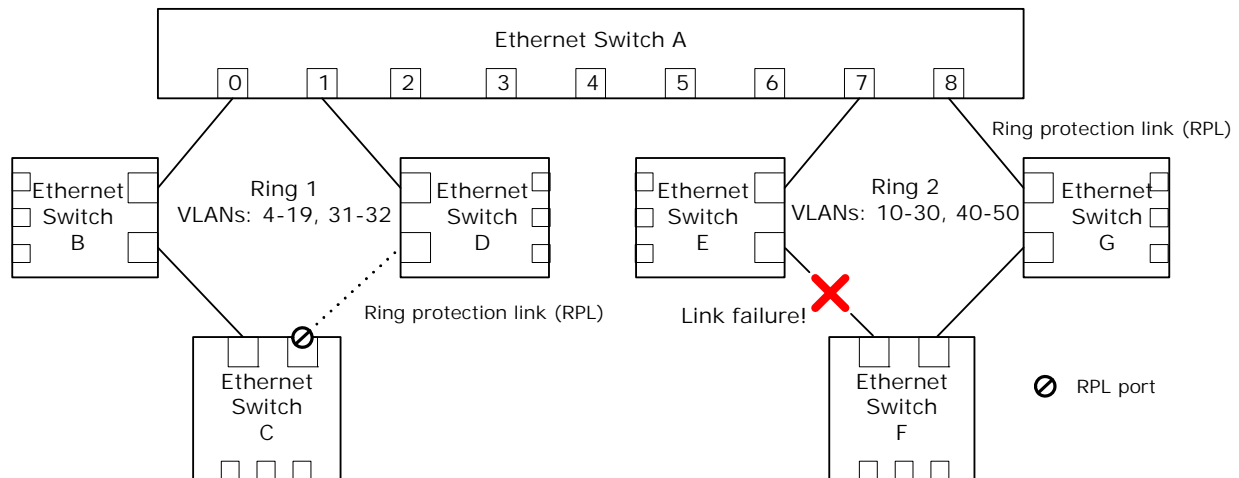 Ethernet Switch A
0 1 2 3 4 5 6 7 8
Ring protection link (RPL)
Ethernet
Switch
B
Ring 1
VLANs: 4-19, 31-32
Ethernet
Switch
D
Ethernet
Switch
E
Ring 2
VLANs: 10-30, 40-50
Ethernet
Switch
G
Ring protection link (RPL)
Link failure!
Ethernet
Switch
C
Ethernet
Switch
F
RPL port